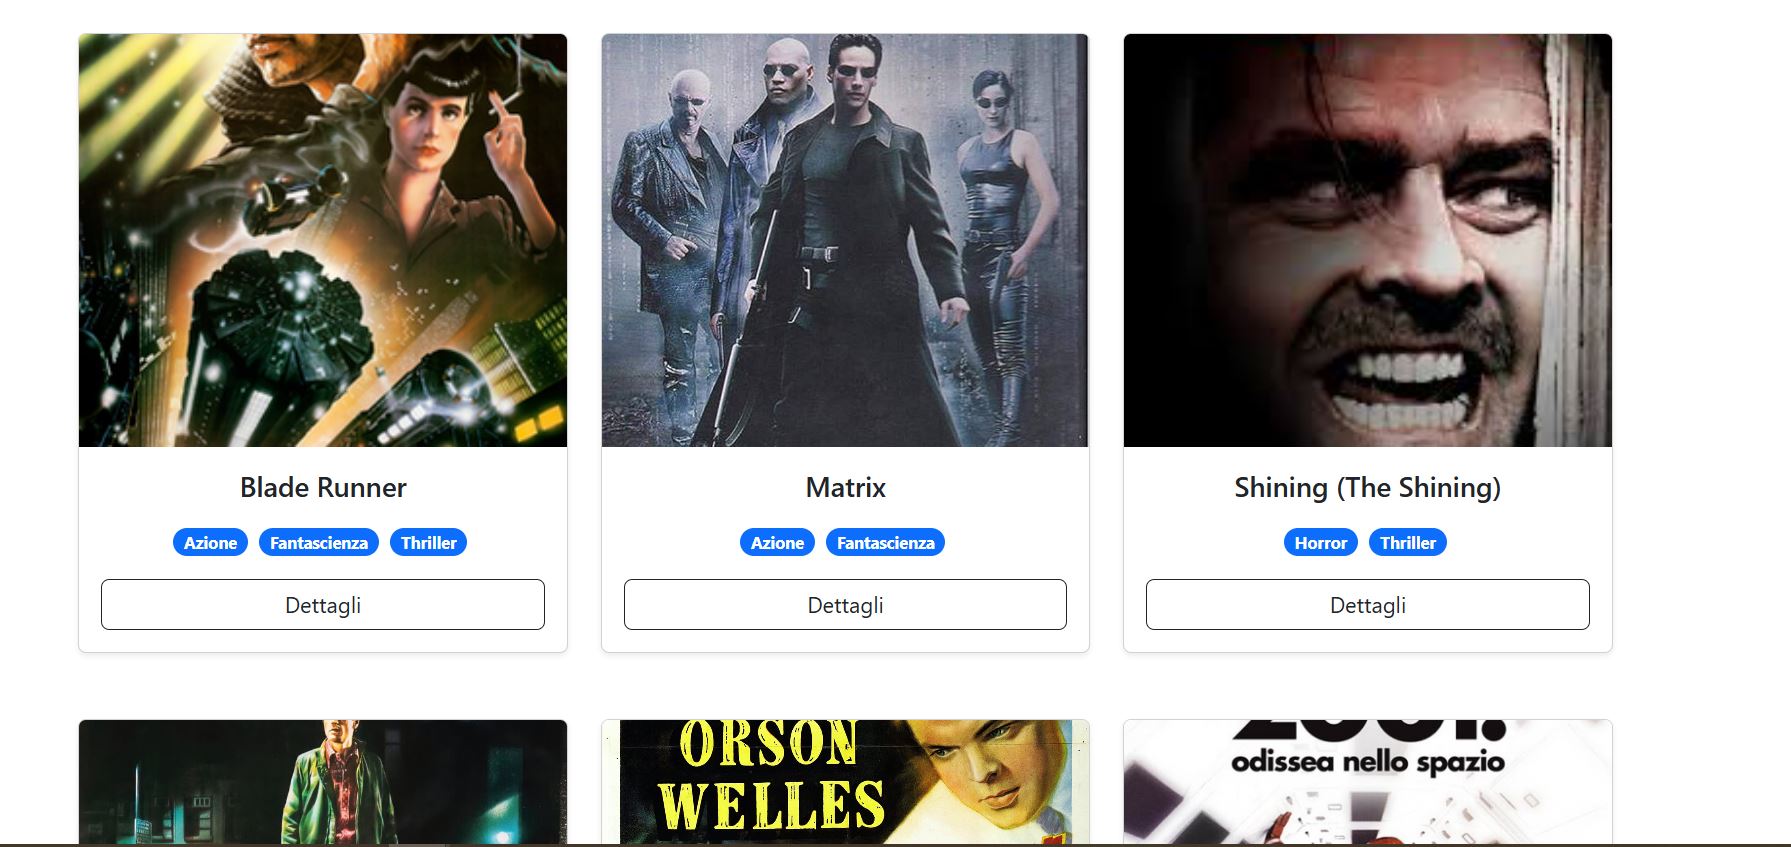 Blade Runner
Azione Fantascienza Thriller
Dettagli
Matrix
Azione Fantascienza
Dettagli
Shining (The Shining)
Horror Thriller
Dettagli
ORSON
WELLES
2001:
odissea nello spazio